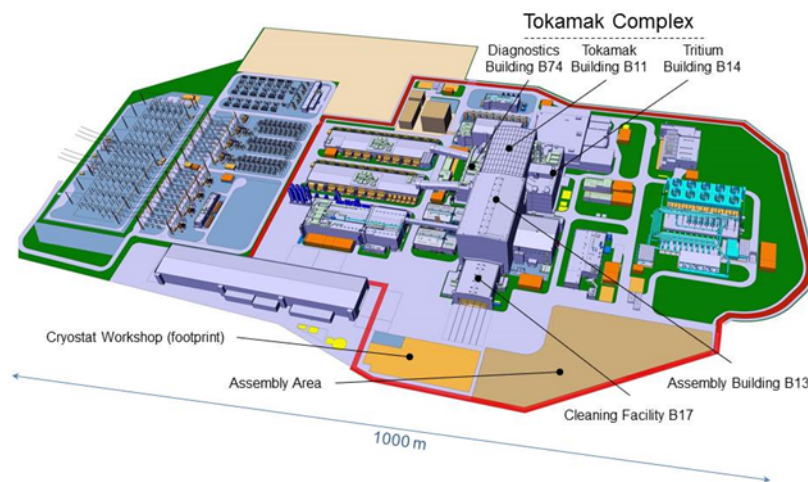 Tokamak Complex
Diagnostics
Building B74
Tokamak
Building B11
Tritium
Building B14
Cryostat Workshop (footprint)
Assembly Area
Assembly Building B13
Cleaning Facility B17
1000 m